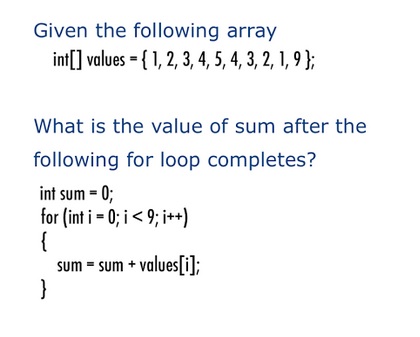 Given the following array
int[] values = { 1, 2, 3, 4, 5, 4, 3, 2, 1, 9 };
What is the value of sum after the
following for loop completes?
int sum = 0;
for (int i = 0; i < 9; i++)
{
sum = sum + values[i];
}